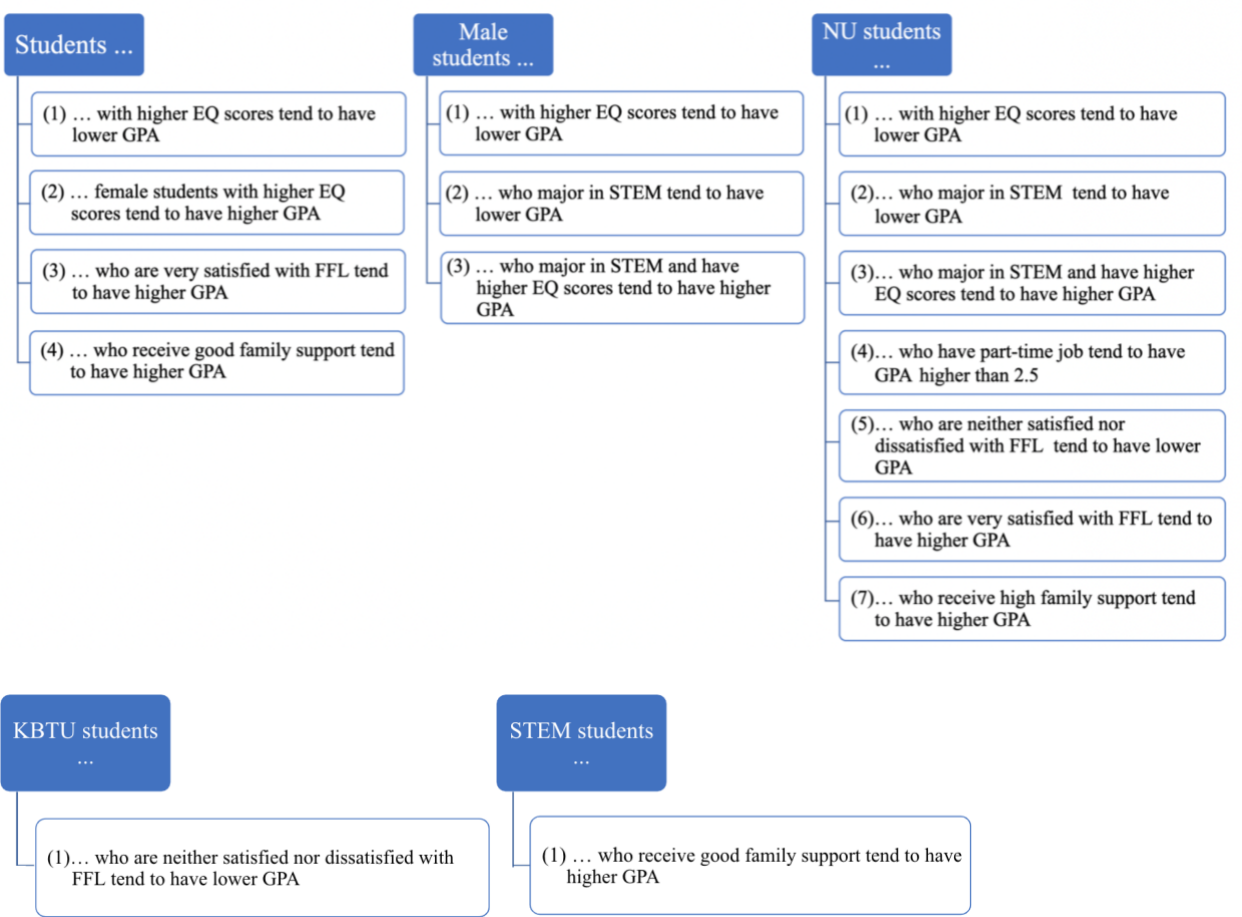 Students ...
(1) … with higher EQ scores tend to have
lower GPA
(2) … female students with higher EQ
scores tend to have higher GPA
(3) … who are very satisfied with FFL tend
to have higher GPA
(4) … who receive good family support tend
to have higher GPA
Male
students ...
(1) … with higher EQ scores tend to have
lower GPA
(2) … who major in STEM tend to have
lower GPA
(3) … who major in STEM and have
higher EQ scores tend to have higher
GPA
NU students
...
(1) … with higher EQ scores tend to have
lower GPA
(2)… who major in STEM tend to have
lower GPA
(3)… who major in STEM and have higher
EQ scores tend to have higher GPA
(4)… who have part-time job tend to have
GPA higher than 2.5
(5)… who are neither satisfied nor
dissatisfied with FFL tend to have lower
GPA
(6)… who are very satisfied with FFL tend to
have higher GPA
(7)… who receive high family support tend
to have higher GPA
KBTU students
...
(1)… who are neither satisfied nor dissatisfied with
FFL tend to have lower GPA
STEM students
...
(1) … who receive good family support tend to have
higher GPA